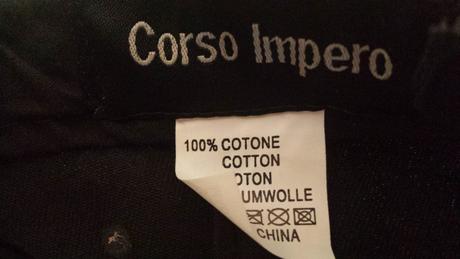 Corso Impero
100% COTONE
COTTON
OTON
UMWOLLE
CHINA